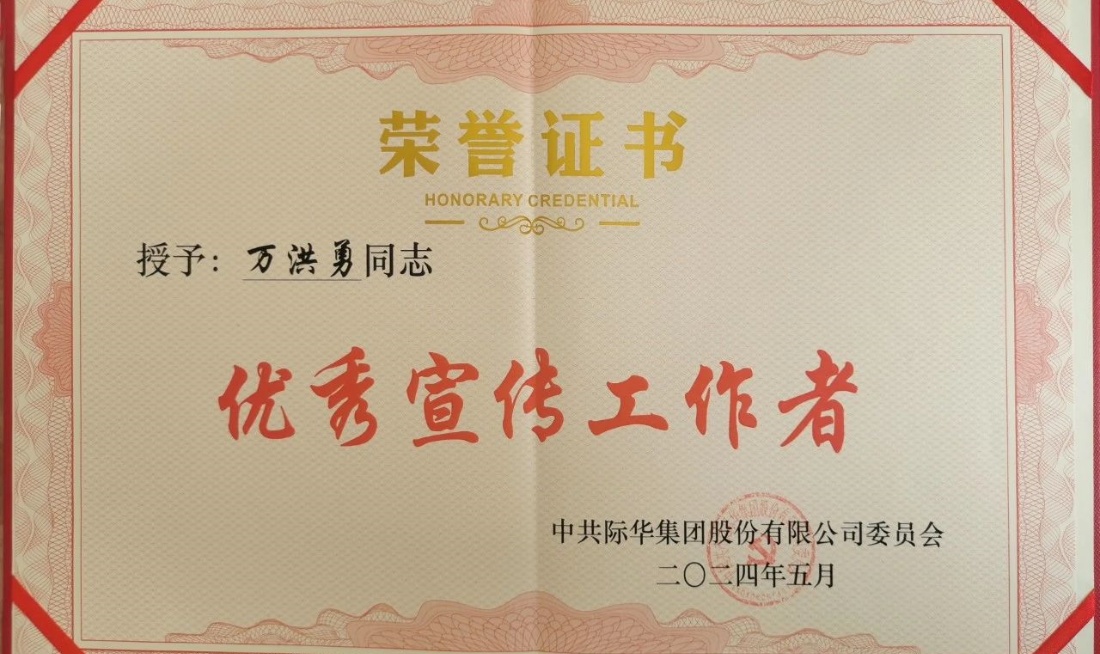 荣誉证书
HONORARY CREDENTIAL
授予：万洪勇同志
优秀宣传工作者
中共际华集团股份有限公司委员会
二〇二四年五月